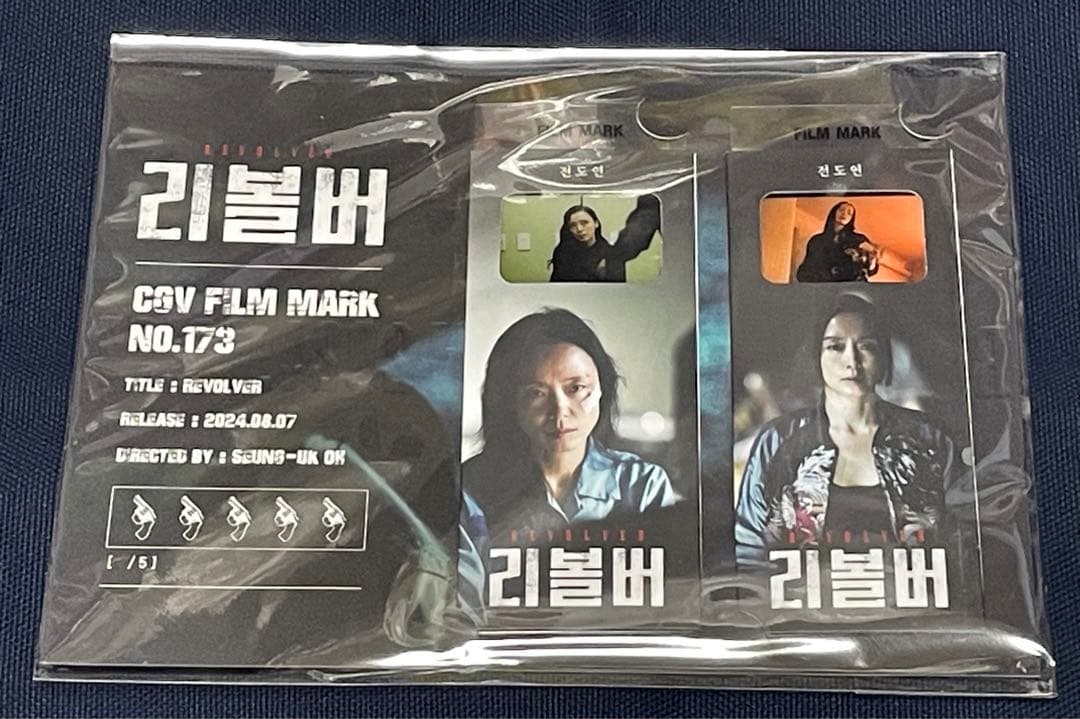 REVOLVER
리볼버
CGV FILM MARK
NO.173
TITLE : REVOLVER
RELEASE : 2024.08.07
DIRECTED BY : SEUNG-UK OH
[ /5]
FILM MARK
전도연
REVOLVER
리볼버
FILM MARK
전도연
REVOLVER
리볼버